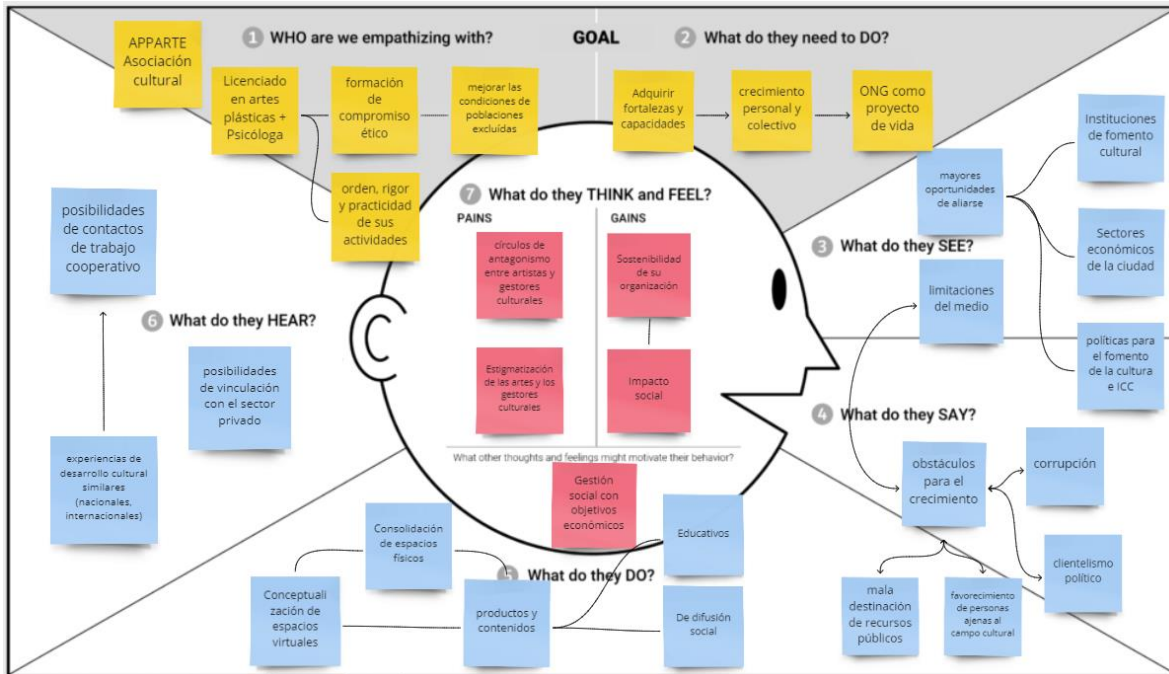 1 WHO are we empathizing with?
GOAL
2 What do they need to DO?
APPARTE
Asociación
cultural
Licenciado
en artes
plásticas +
Psicóloga
formación
de
compromiso
ético
mejorar las
condiciones de
poblaciones
excluídas
orden, rigor
y practicidad
de sus
actividades
Adquirir
fortalezas y
capacidades
crecimiento
personal y
colectivo
ONG como
proyecto
de vida
3 What do they SEE?
mayores
oportunidades
de aliarse
Instituciones
de fomento
cultural
Sectores
económicos
de la ciudad
políticas para
el fomento
de la cultura
e ICC
limitaciones
del medio
4 What do they SAY?
obstáculos
para el
crecimiento
corrupción
clientelismo
político
mala
destinación
de recursos
públicos
favorecimiento
de personas
ajenas al
campo cultural
5 What do they DO?
Consolidación
de espacios
físicos
Conceptuali
zación de
espacios
virtuales
productos y
contenidos
Educativos
De difusión
social
6 What do they HEAR?
posibilidades
de contactos
de trabajo
cooperativo
posibilidades
de vinculación
con el sector
privado
experiencias de
desarrollo cultural
similares
(nacionales,
internacionales)
7 What do they THINK and FEEL?
PAINS
círculos de
antagonismo
entre artistas y
gestores
culturales
Estigmatización
de las artes y los
gestores
culturales
GAINS
Sostenibilidad
de su
organización
Impacto
social
What other thoughts and feelings might motivate their behavior?
Gestión
social con
objetivos
económicos